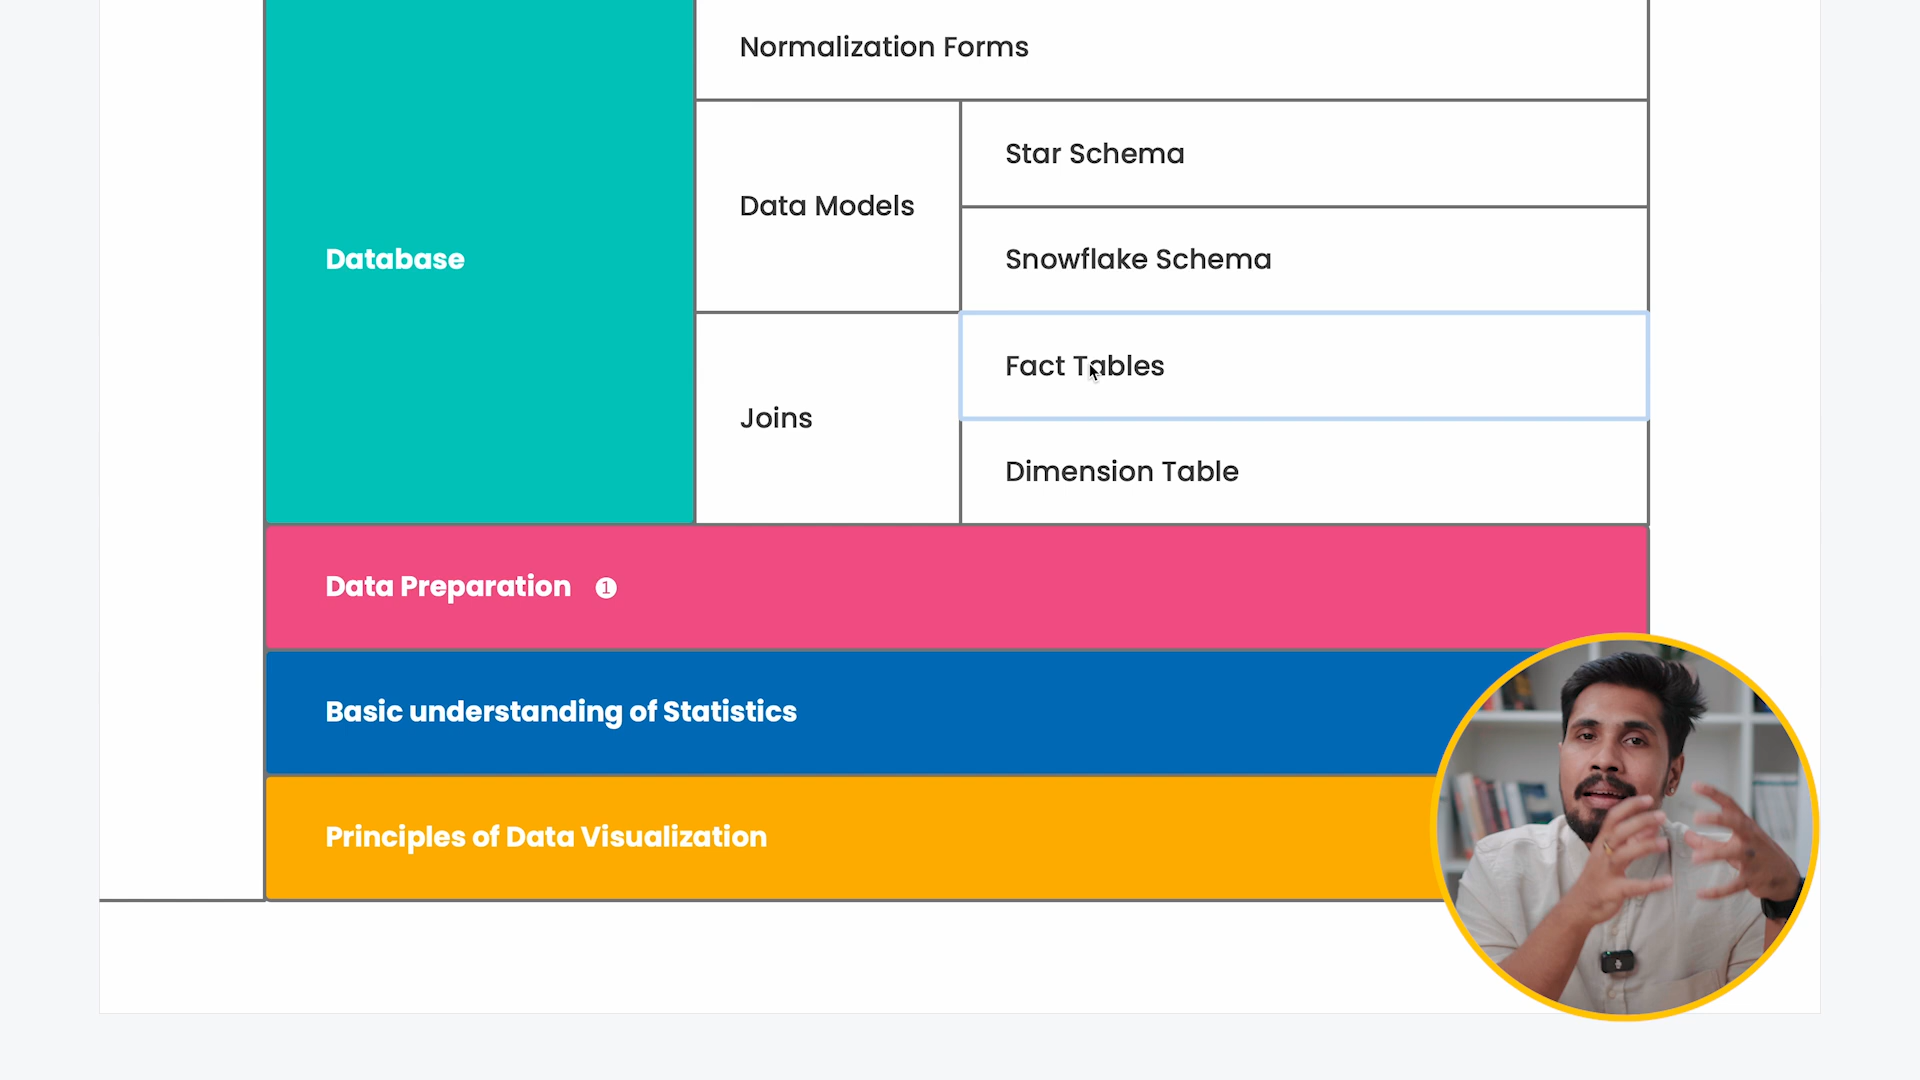 Normalization Forms
Star Schema
Data Models
Snowflake Schema
Database
Fact Tables
Joins
Dimension Table
Data Preparation 1
Basic understanding of Statistics
Principles of Data Visualization